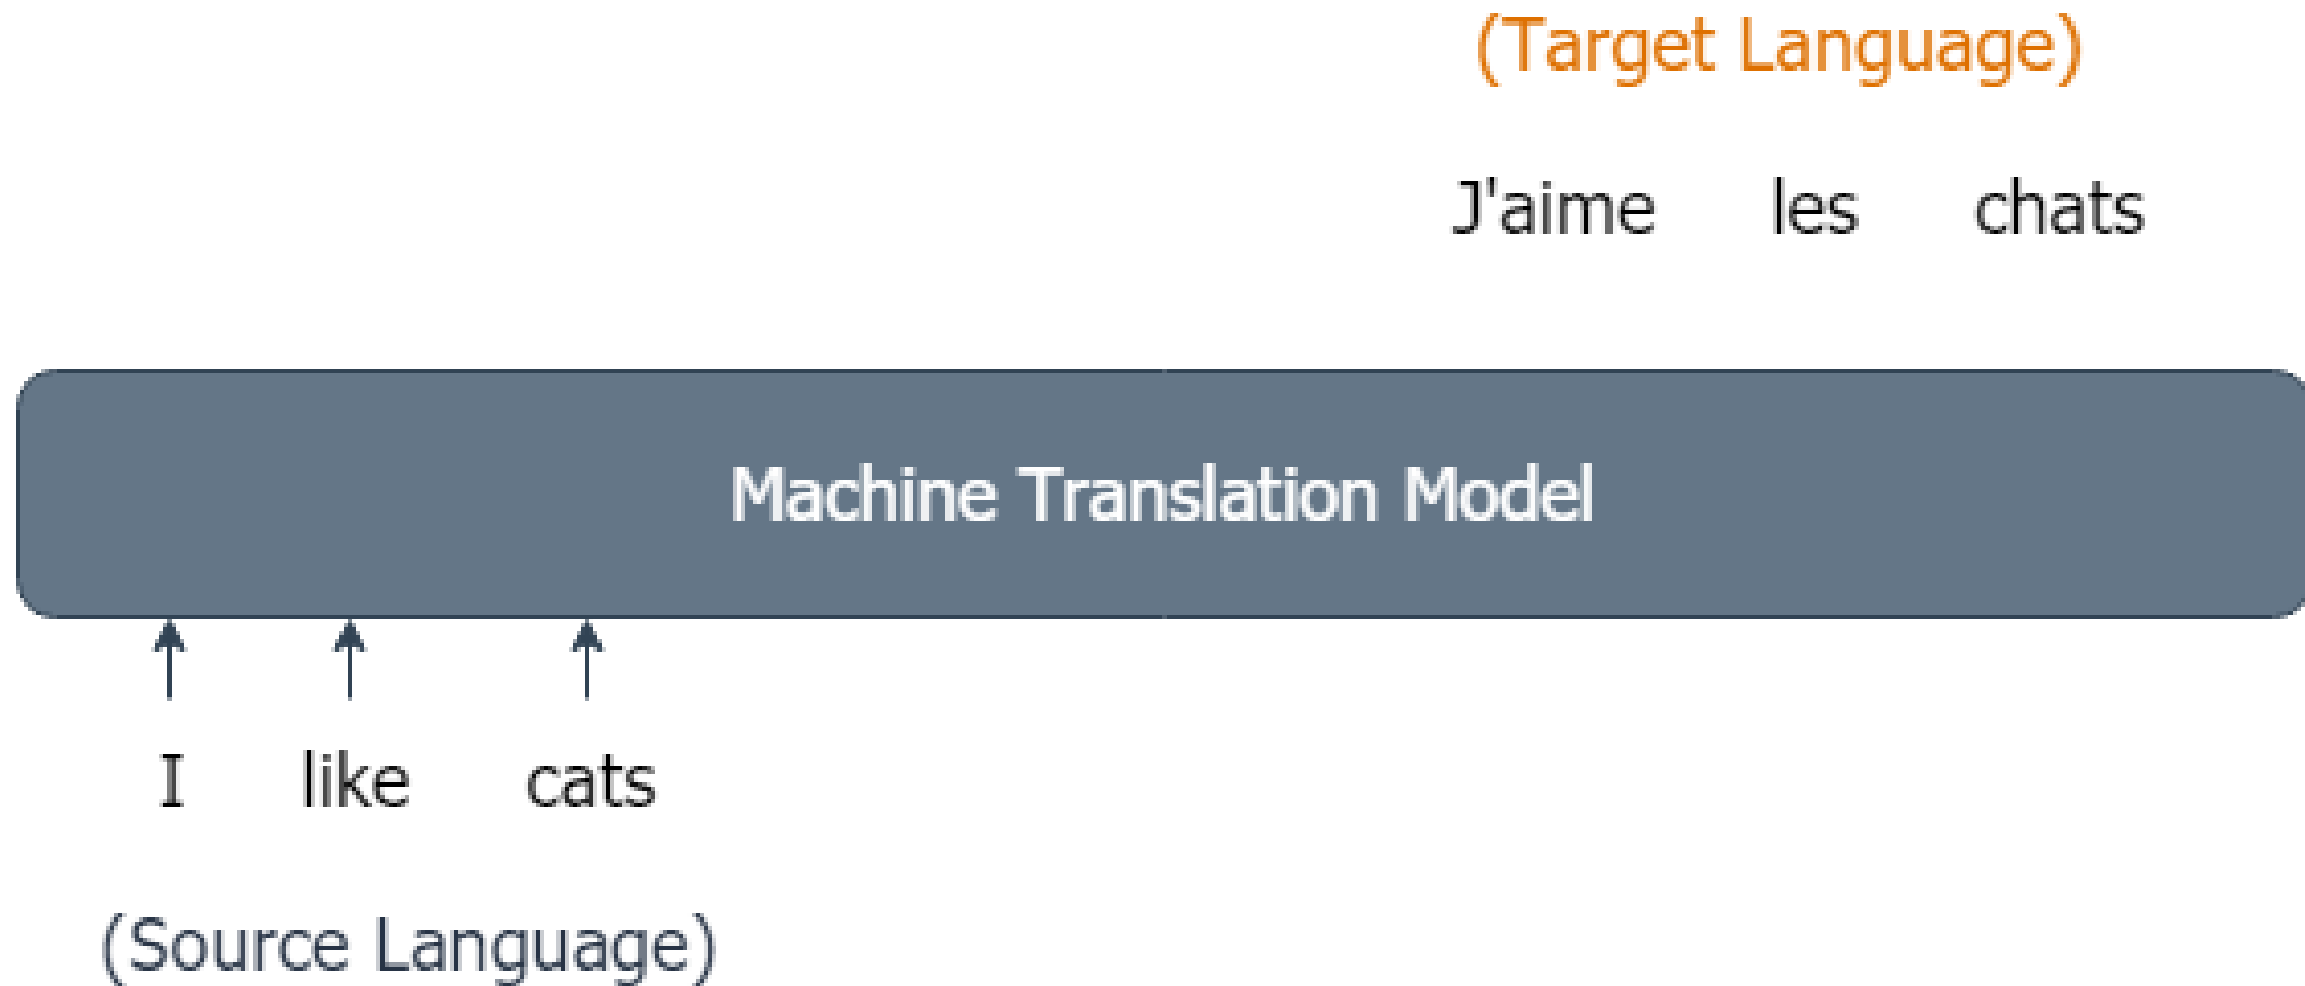 (Target Language)
J'aime les chats
Machine Translation Model
I like cats
(Source Language)